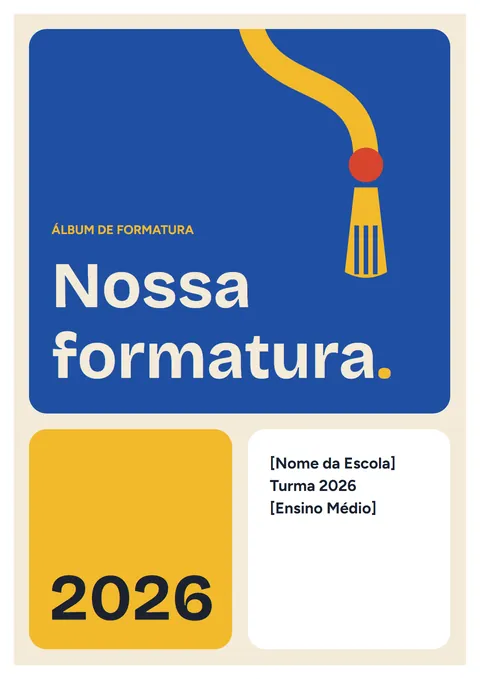 ÁLBUM DE FORMATURA
Nossa
formatura.
2026
[Nome da Escola]
Turma 2026
[Ensino Médio]